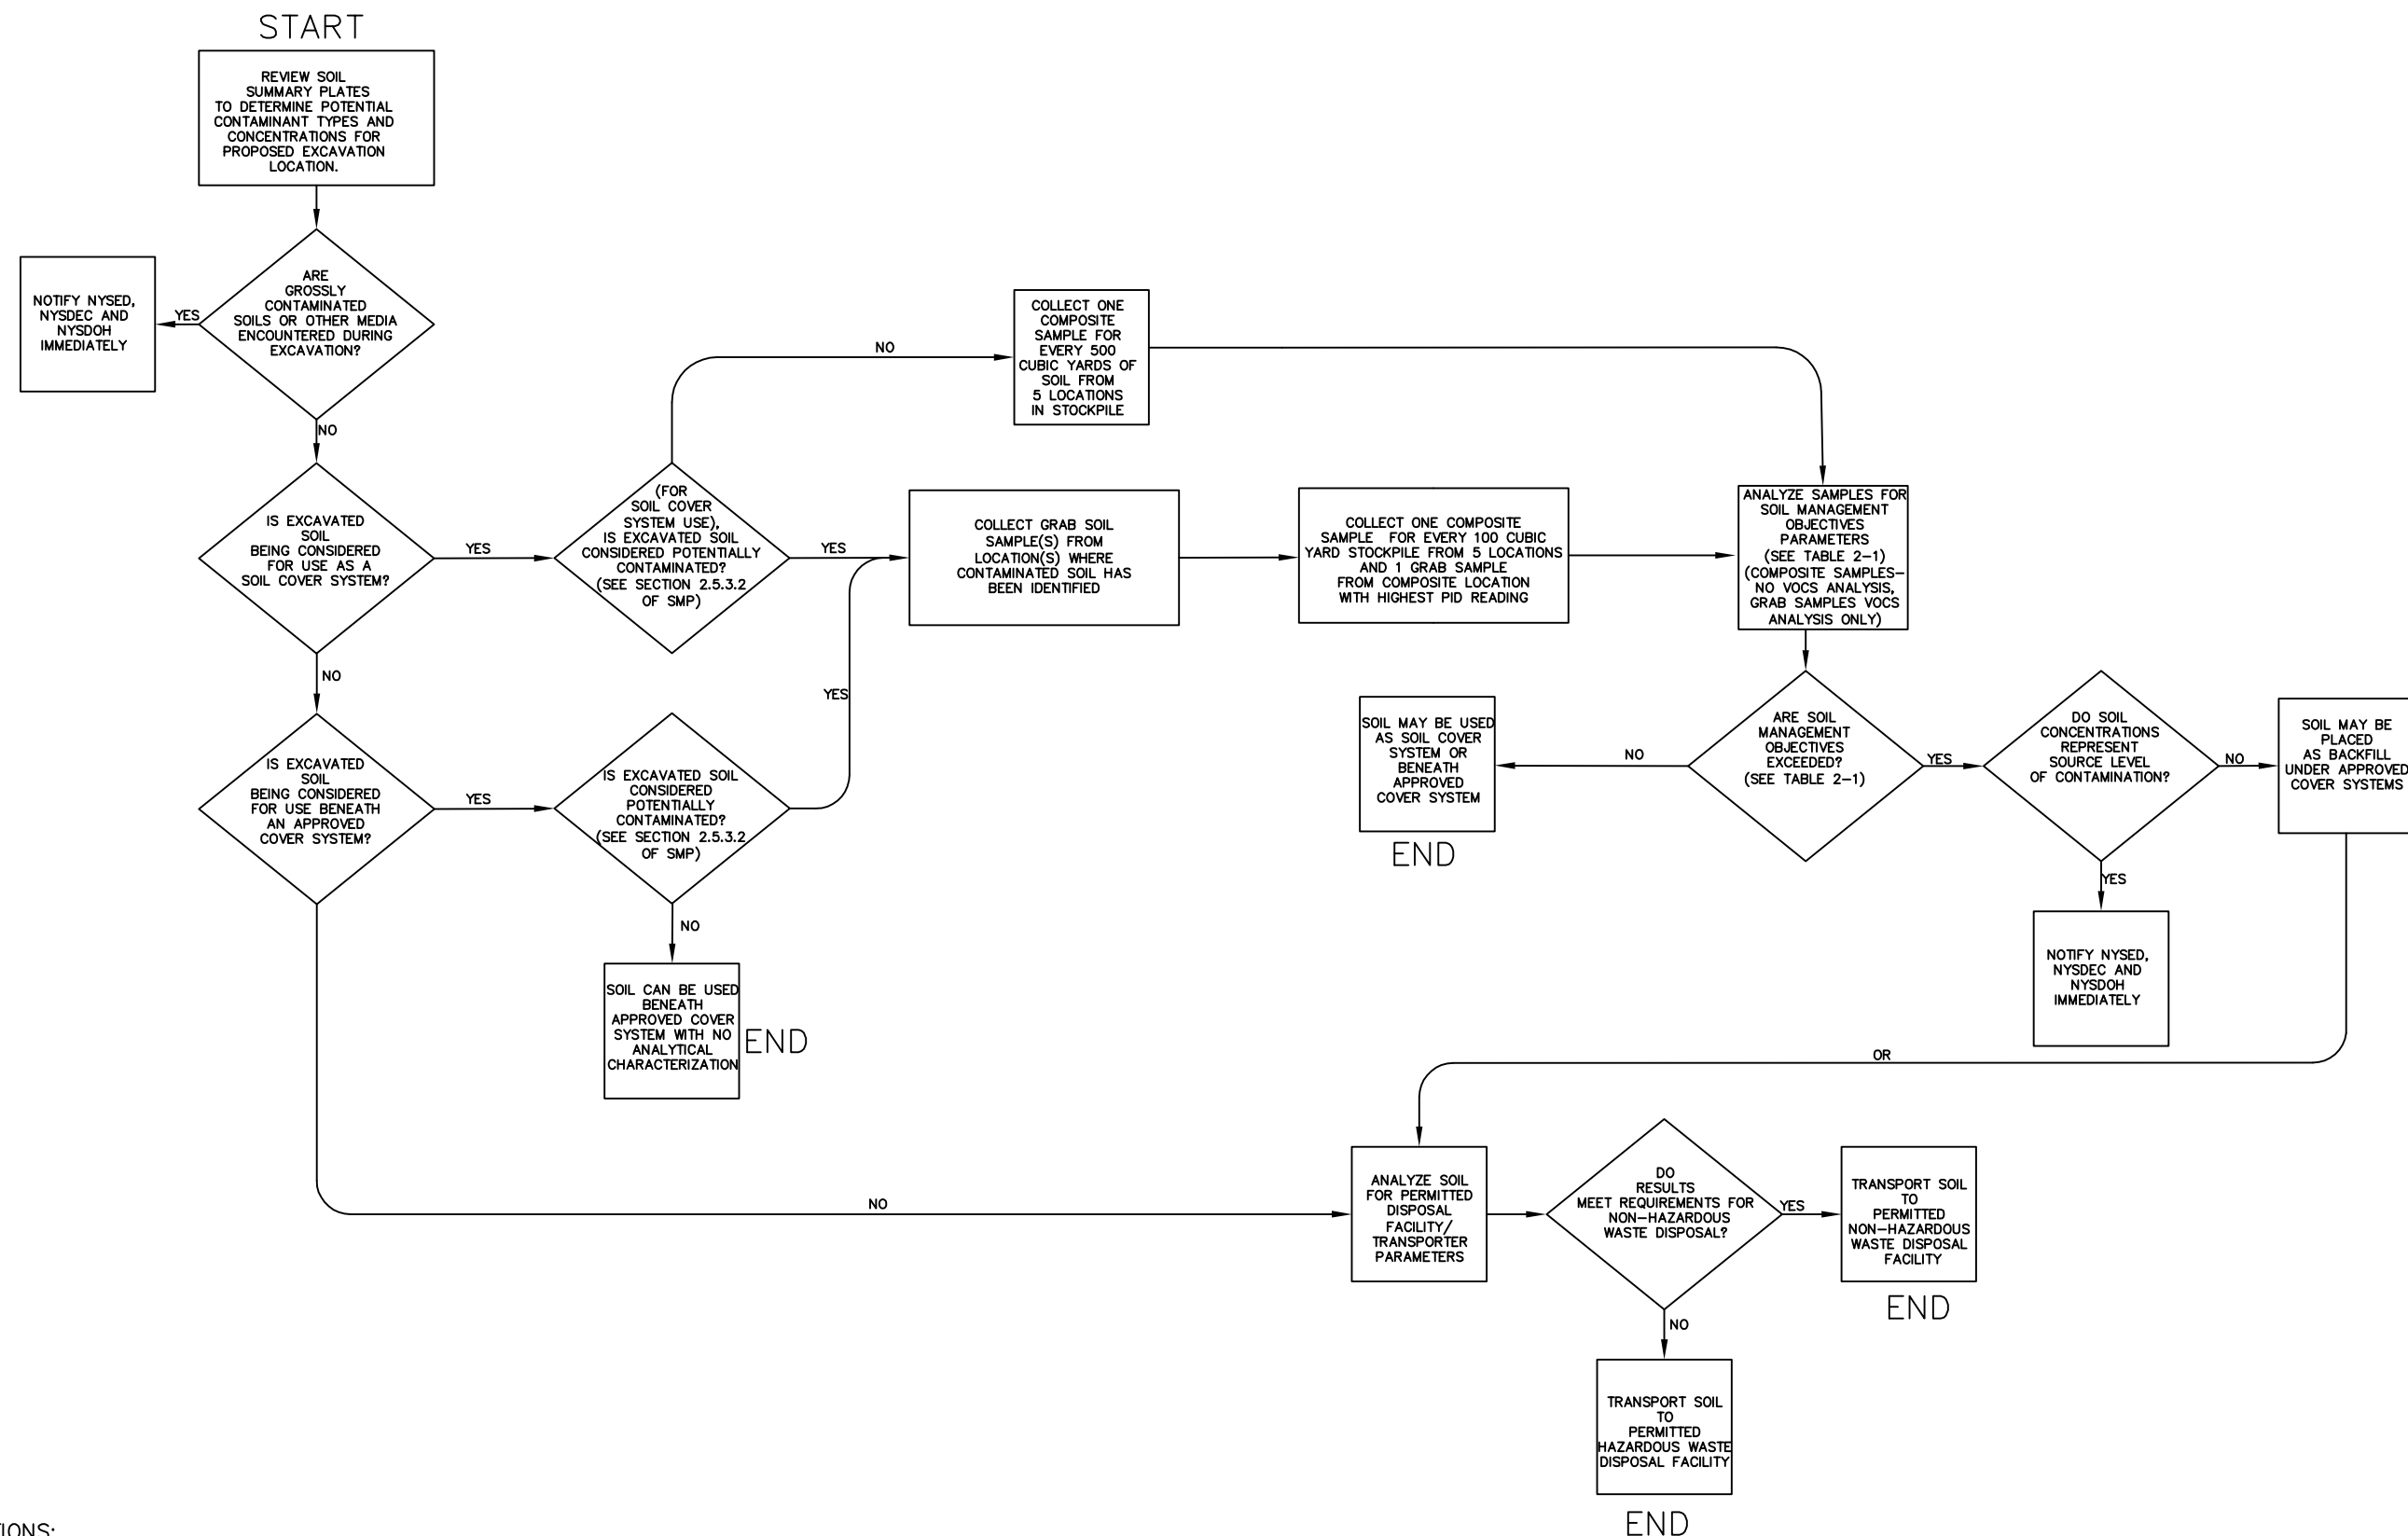 START
REVIEW SOIL
SUMMARY PLATES
TO DETERMINE POTENTIAL
CONTAMINANT TYPES AND
CONCENTRATIONS FOR
PROPOSED EXCAVATION
LOCATION.
ARE
GROSSLY
CONTAMINATED
SOILS OR OTHER MEDIA
ENCOUNTERED DURING
EXCAVATION?
YES
NOTIFY NYSED,
NYSDEC AND
NYSDOH
IMMEDIATELY
NO
IS EXCAVATED
SOIL
BEING CONSIDERED
FOR USE AS A
SOIL COVER SYSTEM?
YES
(FOR
SOIL COVER
SYSTEM USE),
IS EXCAVATED SOIL
CONSIDERED POTENTIALLY
CONTAMINATED?
(SEE SECTION 2.5.3.2
OF SMP)
NO
COLLECT ONE
COMPOSITE
SAMPLE FOR
EVERY 500
CUBIC YARDS OF
SOIL FROM
5 LOCATIONS
IN STOCKPILE
YES
COLLECT GRAB SOIL
SAMPLE(S) FROM
LOCATION(S) WHERE
CONTAMINATED SOIL HAS
BEEN IDENTIFIED
COLLECT ONE COMPOSITE
SAMPLE FOR EVERY 100 CUBIC
YARD STOCKPILE FROM 5 LOCATIONS
AND 1 GRAB SAMPLE
FROM COMPOSITE LOCATION
WITH HIGHEST PID READING
ANALYZE SAMPLES FOR
SOIL MANAGEMENT
OBJECTIVES
PARAMETERS
(SEE TABLE 2-1)
(COMPOSITE SAMPLES-
NO VOCS ANALYSIS,
GRAB SAMPLES VOCS
ANALYSIS ONLY)
NO
IS EXCAVATED
SOIL
BEING CONSIDERED
FOR USE BENEATH
AN APPROVED
COVER SYSTEM?
YES
IS EXCAVATED SOIL
CONSIDERED
POTENTIALLY
CONTAMINATED?
(SEE SECTION 2.5.3.2
OF SMP)
YES
NO
SOIL CAN BE USED
BENEATH
APPROVED COVER
SYSTEM WITH NO
ANALYTICAL
CHARACTERIZATION
END
SOIL MAY BE USED
AS SOIL COVER
SYSTEM OR
BENEATH
APPROVED
COVER SYSTEM
END
NO
ARE SOIL
MANAGEMENT
OBJECTIVES
EXCEEDED?
(SEE TABLE 2-1)
YES
DO SOIL
CONCENTRATIONS
REPRESENT
SOURCE LEVEL
OF CONTAMINATION?
NO
SOIL MAY BE
PLACED
AS BACKFILL
UNDER APPROVED
COVER SYSTEMS
YES
NOTIFY NYSED,
NYSDEC AND
NYSDOH
IMMEDIATELY
OR
NO
ANALYZE SOIL
FOR PERMITTED
DISPOSAL
FACILITY/
TRANSPORTER
PARAMETERS
DO
RESULTS
MEET REQUIREMENTS FOR
NON-HAZARDOUS
WASTE DISPOSAL?
YES
TRANSPORT SOIL
TO
PERMITTED
NON-HAZARDOUS
WASTE DISPOSAL
FACILITY
END
NO
TRANSPORT SOIL
TO
PERMITTED
HAZARDOUS WASTE
DISPOSAL FACILITY
END